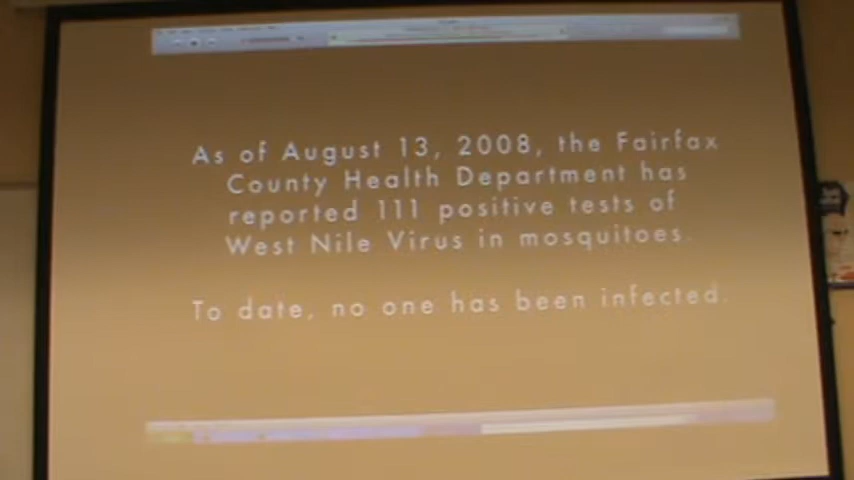 As of August 13, 2008, the Fairfax
County Health Department has
reported 111 positive tests of
West Nile Virus in mosquitoes.
To date, no one has been infected.